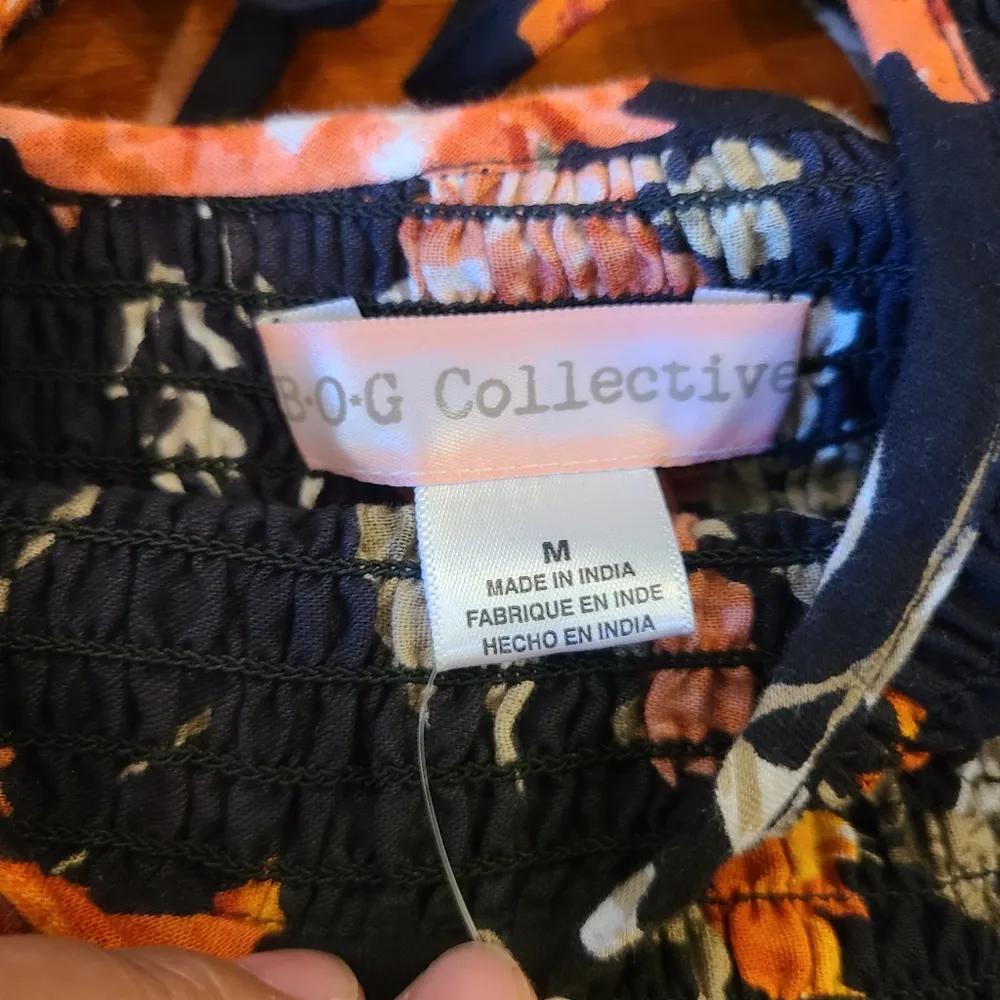 B·O*G Collective
M
MADE IN INDIA
FABRIQUE EN INDE
HECHO EN INDIA